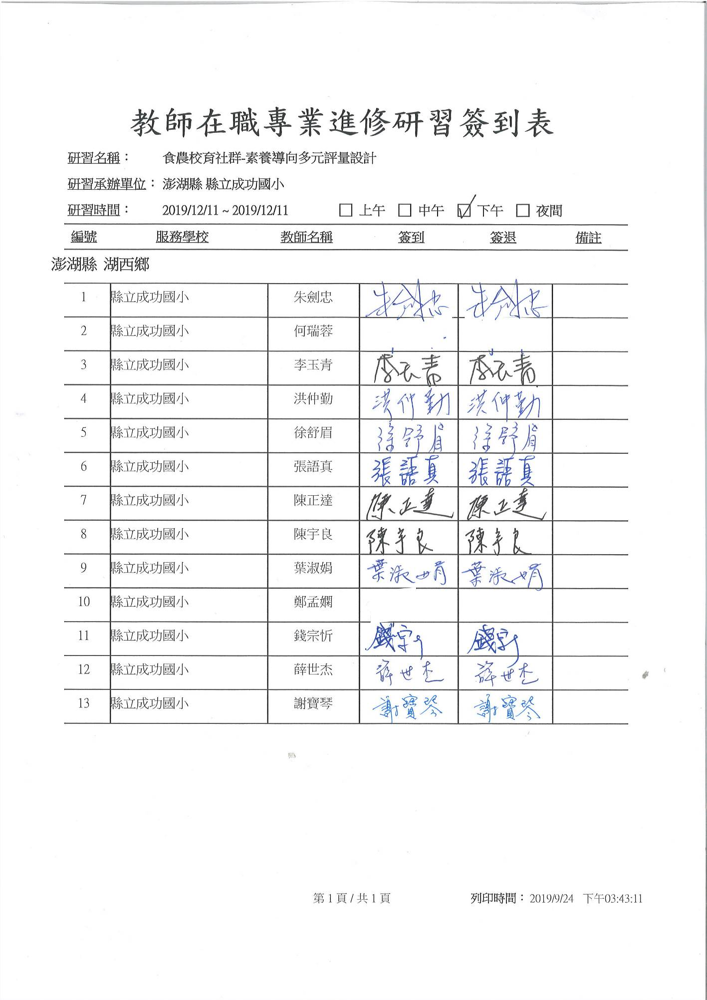 教師在職專業進修研習簽到表
研習名稱： 食農校育社群-素養導向多元評量設計
研習承辦單位： 澎湖縣 縣立成功國小
研習時間： 2019/12/11 ~ 2019/12/11 □ 上午 □ 中午 ☑ 下午 □ 夜間
編號 服務學校 教師名稱 簽到 簽退 備註
澎湖縣 湖西鄉
1 縣立成功國小 朱劍忠 朱劍忠 朱劍忠
2 縣立成功國小 何瑞蓉
3 縣立成功國小 李玉青 李玉青 李玉青
4 縣立成功國小 洪仲勤 洪仲勤 洪仲勤
5 縣立成功國小 徐舒眉 徐舒眉 徐舒眉
6 縣立成功國小 張語真 張語真 張語真
7 縣立成功國小 陳正達 陳正達 陳正達
8 縣立成功國小 陳宇良 陳宇良 陳宇良
9 縣立成功國小 葉淑娟 葉淑娟 葉淑娟
10 縣立成功國小 鄭孟嫻
11 縣立成功國小 錢宗忻 錢宗忻 錢宗忻
12 縣立成功國小 薛世杰 薛世杰 薛世杰
13 縣立成功國小 謝寶琴 謝寶琴 謝寶琴
第 1 頁 / 共 1 頁 列印時間： 2019/9/24 下午03:43:11